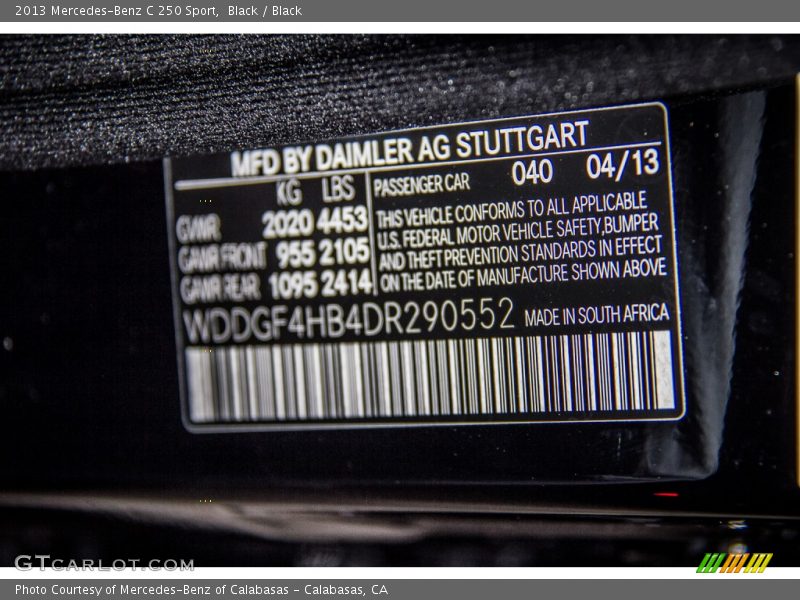 2013 Mercedes-Benz C 250 Sport, Black / Black
MFD BY DAIMLER AG STUTTGART
KG LBS PASSENGER CAR 040 04/13
GVWR 2020 4453
GAWR FRONT 955 2105
GAWR REAR 1095 2414
THIS VEHICLE CONFORMS TO ALL APPLICABLE
U.S. FEDERAL MOTOR VEHICLE SAFETY,BUMPER
AND THEFT PREVENTION STANDARDS IN EFFECT
ON THE DATE OF MANUFACTURE SHOWN ABOVE
WDDGF4HB4DR290552 MADE IN SOUTH AFRICA
GTCARLOT.COM
Photo Courtesy of Mercedes-Benz of Calabasas - Calabasas, CA